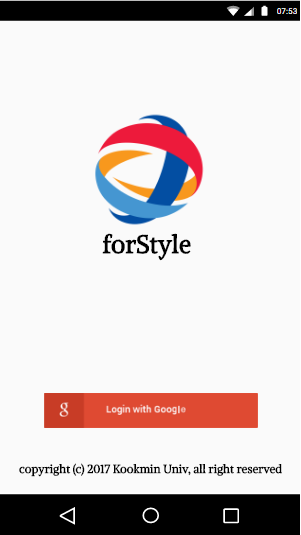 07:53
forStyle
g
Login with Google
copyright (c) 2017 Kookmin Univ, all right reserved